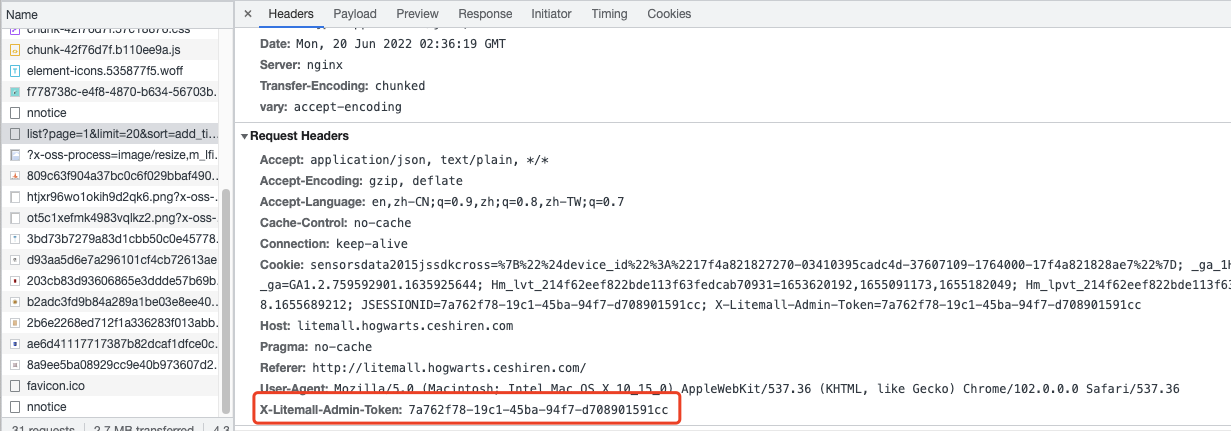 Name
chunk-42f76d7f.57c18876.css
chunk-42f76d7f.b110ee9a.js
element-icons.535877f5.woff
f778738c-e4f8-4870-b634-56703b.
nnotice
list?page=1&limit=20&sort=add_ti...
?x-oss-process=image/resize,m_lfi...
809c63f904a37bc0c6f029bbaf490...
htjxr96wo1okih9d2qk6.png?x-oss-.
ot5c1xefmk4983vqlkz2.png?x-oss-
3bd73b7279a83d1cbb50c0e45778.
d93aa5d6e7a296101cf4cb72613ae
203cb83d93606865e3ddde57b69b.
b2adc3fd9b84a289a1be03e8ee40..
2b6e2268ed712f1a336283f013abb.
ae6d41117717387b82dcaf1dfce0c.
8a9ee5ba08929cc9e40b973607d2.
favicon.ico
nnotice
31 requests 2.7 MB transferred 4.3
× Headers Payload Preview Response Initiator Timing Cookies
Date: Mon, 20 Jun 2022 02:36:19 GMT
Server: nginx
Transfer-Encoding: chunked
vary: accept-encoding
Request Headers
Accept: application/json, text/plain, */*
Accept-Encoding: gzip, deflate
Accept-Language: en,zh-CN;q=0.9,zh;q=0.8,zh-TW;q=0.7
Cache-Control: no-cache
Connection: keep-alive
Cookie: sensorsdata2015jssdkcross=%7B%22%24device_id%22%3A%2217f4a821827270-03410395cadc4d-37607109-1764000-17f4a821828ae7%22%7D; _ga_1H
_ga=GA1.2.759592901.1635925644; Hm_lvt_214f62eef822bde113f63fedcab70931=1653620192,1655091173,1655182049; Hm_lpvt_214f62eef822bde113f63
8.1655689212; JSESSIONID=7a762f78-19c1-45ba-94f7-d708901591cc; X-Litemall-Admin-Token=7a762f78-19c1-45ba-94f7-d708901591cc
Host: litemall.hogwarts.ceshiren.com
Pragma: no-cache
Referer: http://litemall.hogwarts.ceshiren.com/
User-Agent: Mozilla/5.0 (Macintosh; Intel Mac OS X 10_15_0) AppleWebKit/537.36 (KHTML, like Gecko) Chrome/102.0.0.0 Safari/537.36
X-Litemall-Admin-Token: 7a762f78-19c1-45ba-94f7-d708901591cc